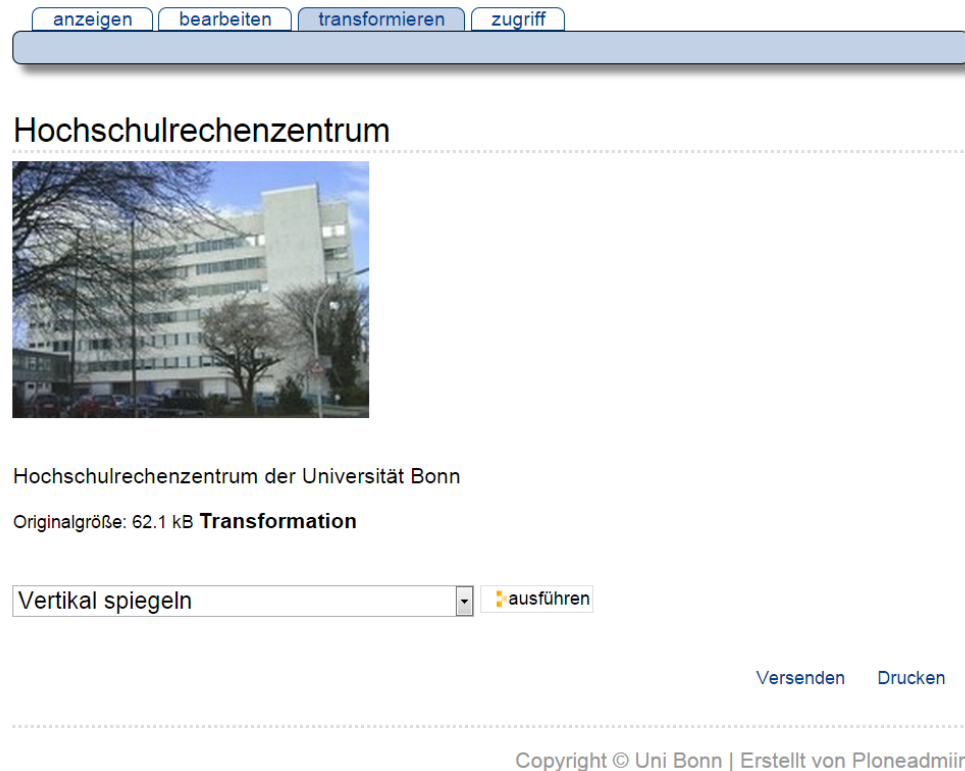 anzeigen bearbeiten transformieren zugriff
Hochschulrechenzentrum
Hochschulrechenzentrum der Universität Bonn
Originalgröße: 62.1 kB Transformation
Vertikal spiegeln ausführen
Versenden Drucken
Copyright © Uni Bonn | Erstellt von Ploneadmiin